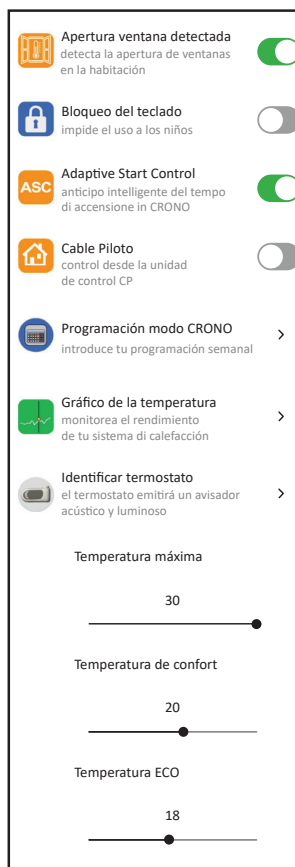 Apertura ventana detectada
detecta la apertura de ventanas
en la habitación
Bloqueo del teclado
impide el uso a los niños
ASC
Adaptive Start Control
anticipo intelligente del tempo
di accensione in CRONO
Cable Piloto
control desde la unidad
de control CP
Programación modo CRONO
introduce tu programación semanal
Gráfico de la temperatura
monitorea el rendimiento
de tu sistema di calefacción
Identificar termostato
el termostato emitirá un avisador
acústico y luminoso
Temperatura máxima
30
Temperatura de confort
20
Temperatura ECO
18